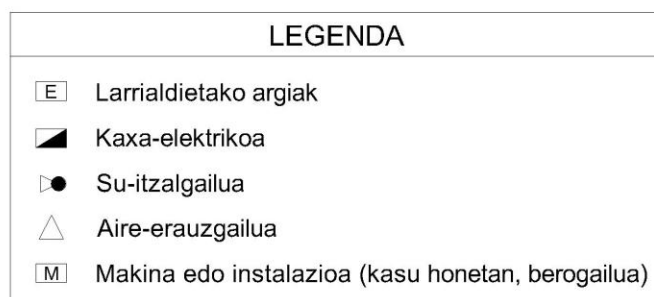 LEGENDA
E Larrialdietako argiak
Kaxa-elektrikoa
Su-itzalgailua
Aire-erauzgailua
M Makina edo instalazioa (kasu honetan, berogailua)